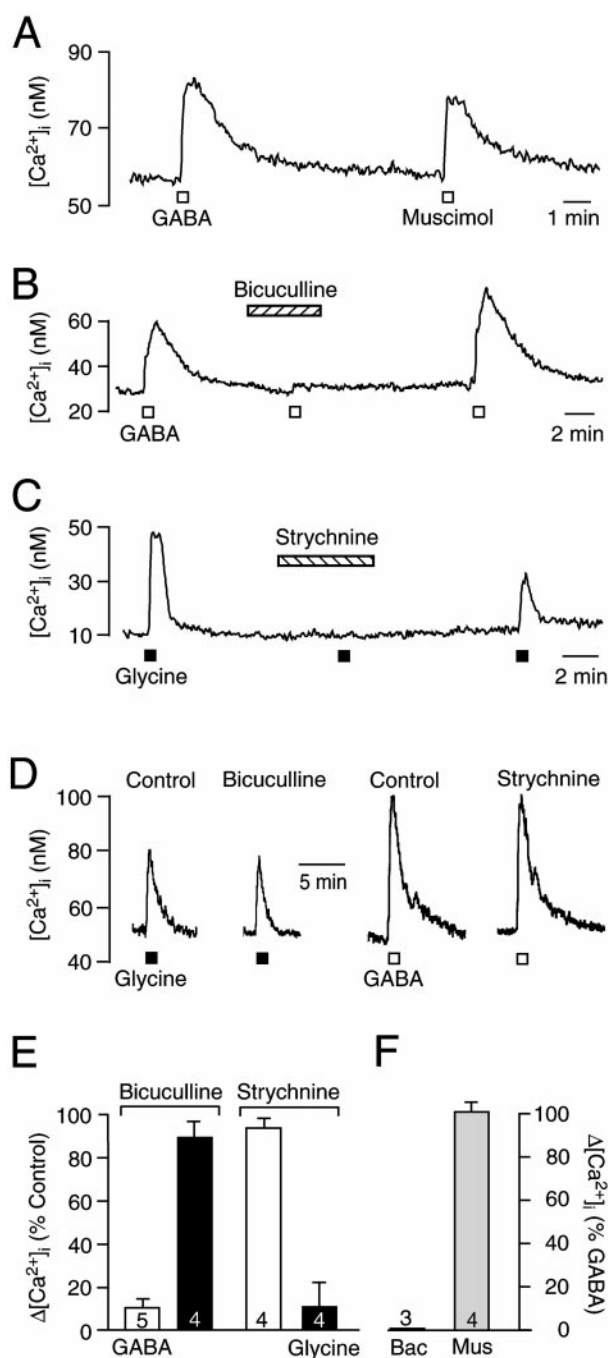 A
[Ca²⁺]ᵢ (nM)
90
70
50
GABA
Muscimol
1 min
B
Bicuculline
[Ca²⁺]ᵢ (nM)
60
40
20
GABA
2 min
C
Strychnine
[Ca²⁺]ᵢ (nM)
50
30
10
Glycine
2 min
D
Control
Bicuculline
Control
Strychnine
[Ca²⁺]ᵢ (nM)
100
80
60
40
5 min
Glycine
GABA
E
Bicuculline
Strychnine
Δ[Ca²⁺]ᵢ (% Control)
100
80
60
40
20
0
5
4
4
4
GABA
Glycine
F
3
4
Bac
Mus
100
80
60
40
20
0
Δ[Ca²⁺]ᵢ (% GABA)